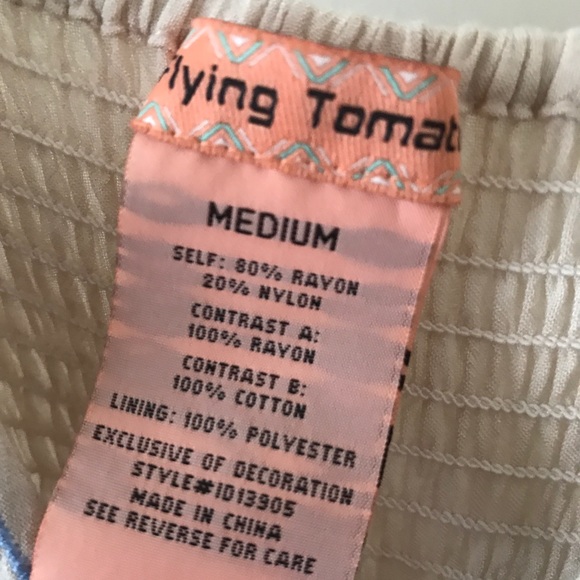 Flying Tomat
MEDIUM
SELF: 80% RAYON
20% NYLON
CONTRAST A:
100% RAYON
CONTRAST B:
100% COTTON
LINING: 100% POLYESTER
EXCLUSIVE OF DECORATION
STYLE#ID13905
MADE IN CHINA
SEE REVERSE FOR CARE